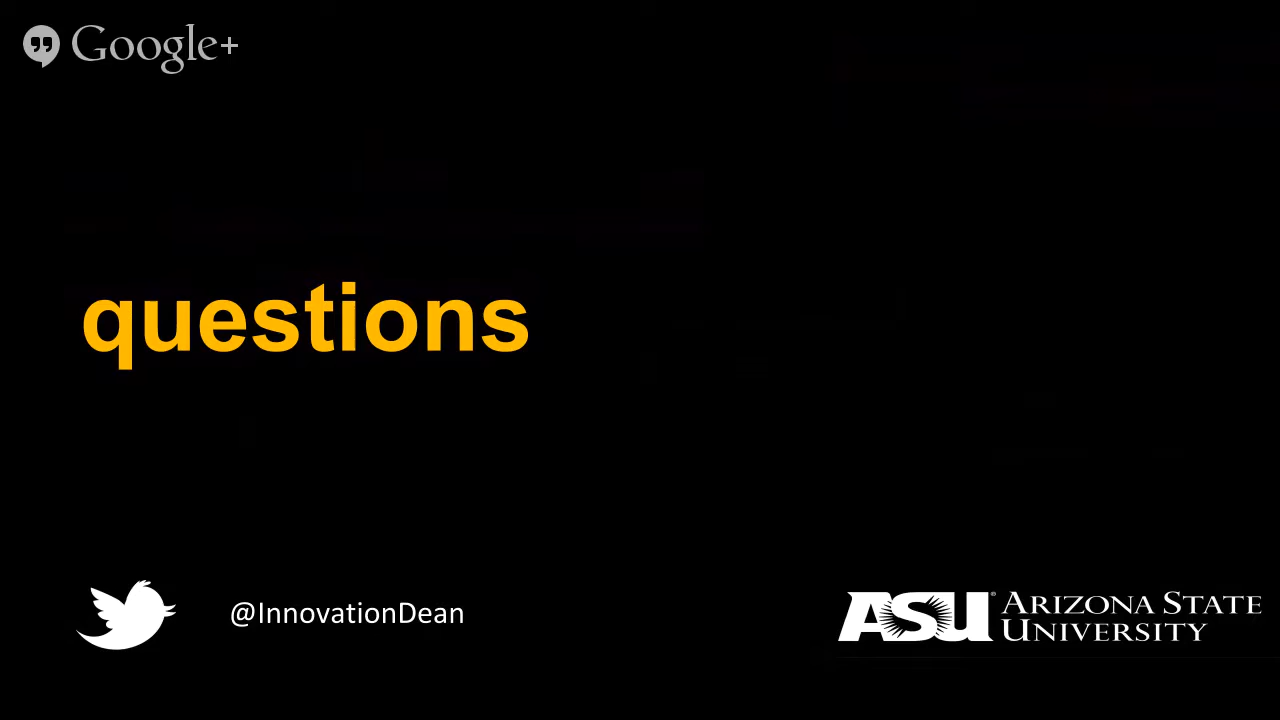 Google+
questions
@InnovationDean
ASU® ARIZONA STATE
UNIVERSITY